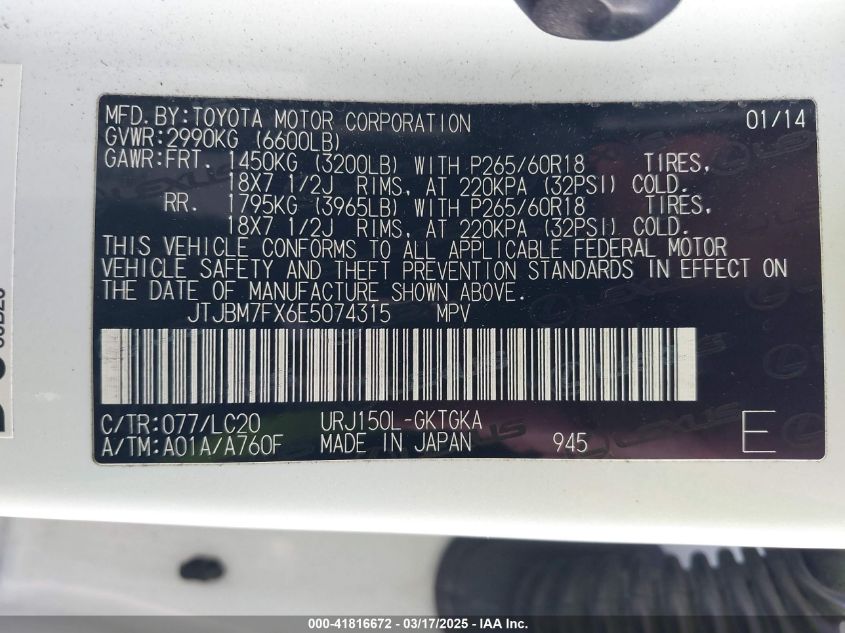 MFD.BY:TOYOTA MOTOR CORPORATION 01/14
GVWR:2990KG (6600LB)
GAWR:FRT. 1450KG (3200LB) WITH P265/60R18 TIRES,
18X7 1/2J RIMS, AT 220KPA (32PSI) COLD.
RR. 1795KG (3965LB) WITH P265/60R18 TIRES,
18X7 1/2J RIMS, AT 220KPA (32PSI) COLD.
THIS VEHICLE CONFORMS TO ALL APPLICABLE FEDERAL MOTOR
VEHICLE SAFETY AND THEFT PREVENTION STANDARDS IN EFFECT ON
THE DATE OF MANUFACTURE SHOWN ABOVE.
JTJBM7FX6E5074315 MPV
C/TR:077/LC20 URJ150L-GKTGKA
A/TM:A01A/A760F MADE IN JAPAN 945 E
000-41816672 - 03/17/2025 - IAA Inc.